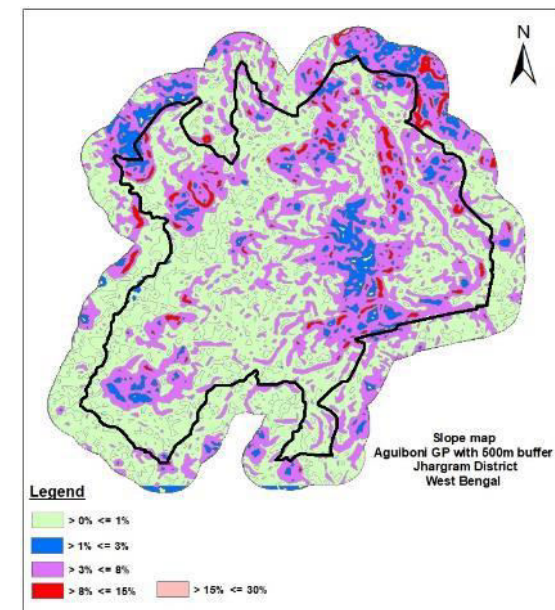 N
Slope map
Aguiboni GP with 500m buffer
Jhargram District
West Bengal
Legend
> 0% <= 1%
> 1% <= 3%
> 3% <= 8%
> 8% <= 15%
> 15% <= 30%